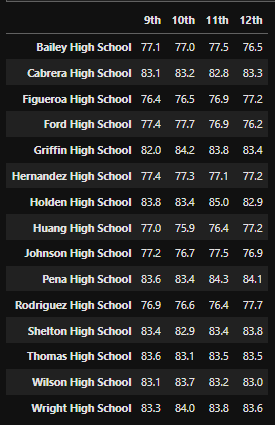 9th 10th 11th 12th
Bailey High School 77.1 77.0 77.5 76.5
Cabrera High School 83.1 83.2 82.8 83.3
Figueroa High School 76.4 76.5 76.9 77.2
Ford High School 77.4 77.7 76.9 76.2
Griffin High School 82.0 84.2 83.8 83.4
Hernandez High School 77.4 77.3 77.1 77.2
Holden High School 83.8 83.4 85.0 82.9
Huang High School 77.0 75.9 76.4 77.2
Johnson High School 77.2 76.7 77.5 76.9
Pena High School 83.6 83.4 84.3 84.1
Rodriguez High School 76.9 76.6 76.4 77.7
Shelton High School 83.4 82.9 83.4 83.8
Thomas High School 83.6 83.1 83.5 83.5
Wilson High School 83.1 83.7 83.2 83.0
Wright High School 83.3 84.0 83.8 83.6